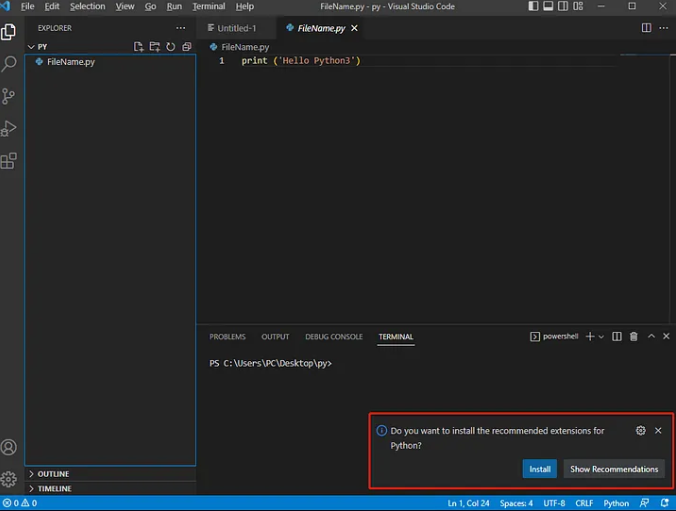 File Edit Selection View Go Run Terminal Help FileName.py - py - Visual Studio Code
EXPLORER
Untitled-1 FileName.py
PY
FileName.py
FileName.py
1 print ('Hello Python3')
PROBLEMS OUTPUT DEBUG CONSOLE TERMINAL powershell
PS C:\Users\PC\Desktop\py>
Do you want to install the recommended extensions for
Python?
Install Show Recommendations
OUTLINE
TIMELINE
0 0 Ln 1, Col 24 Spaces: 4 UTF-8 CRLF Python